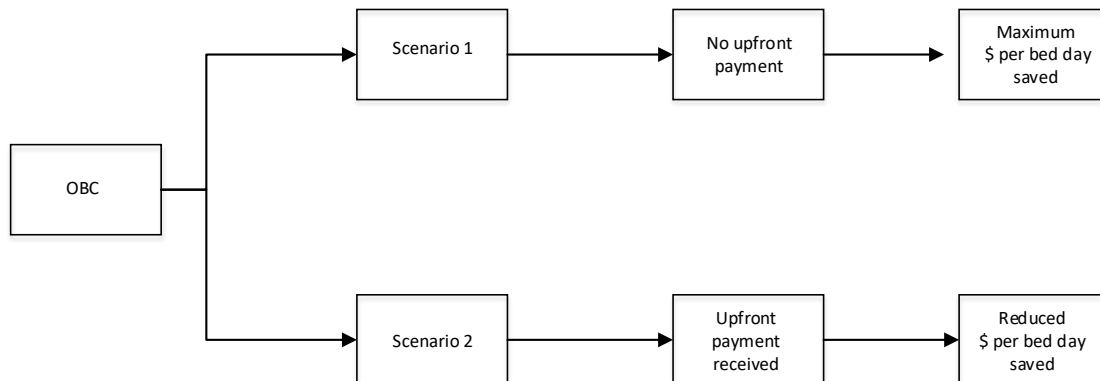 OBC
Scenario 1
No upfront
payment
Maximum
$ per bed day
saved
Scenario 2
Upfront
payment
received
Reduced
$ per bed day
saved